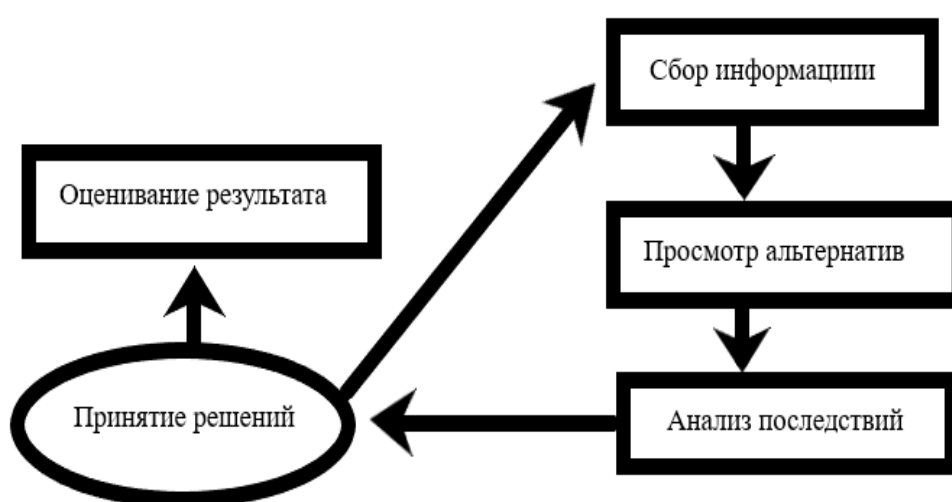 Сбор информациии
Оценивание результата
Просмотр альтернатив
Принятие решений
Анализ последствий